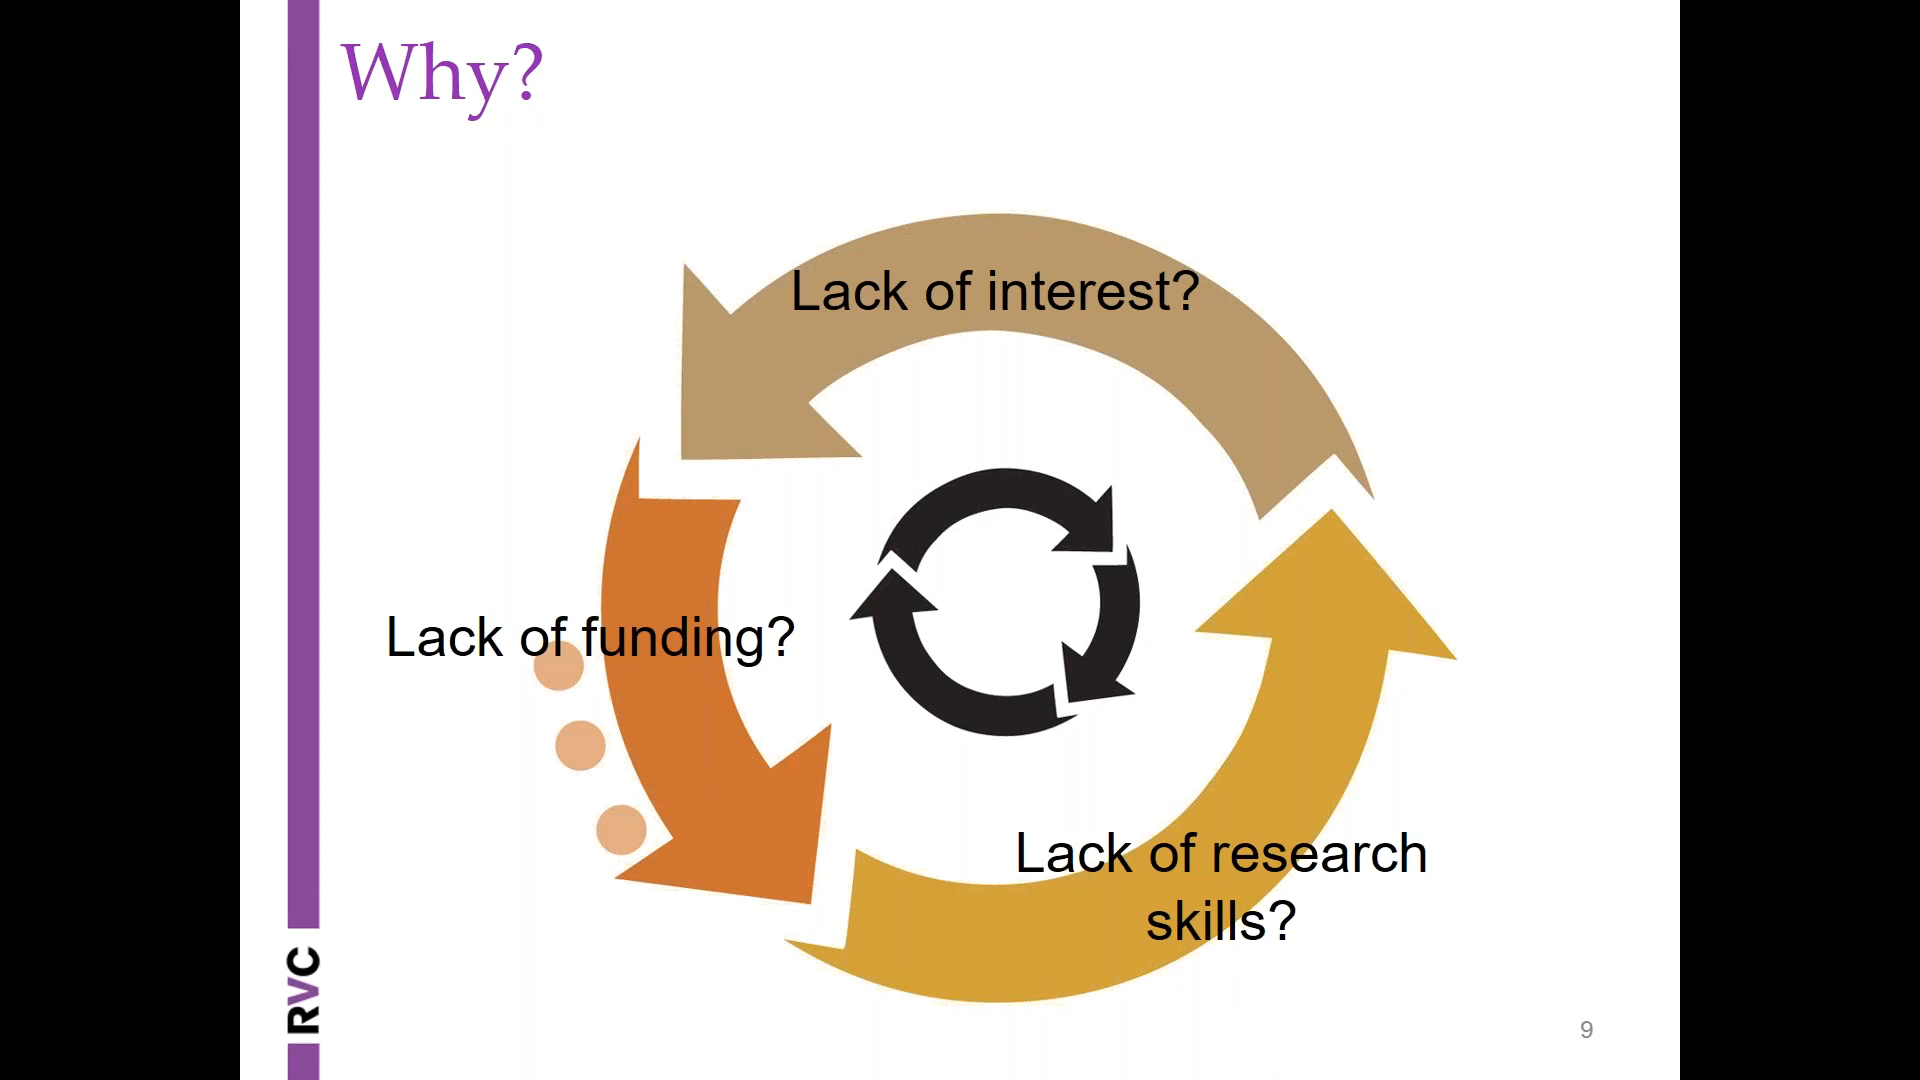 Why?
Lack of interest?
Lack of funding?
Lack of research
skills?
RVC
9